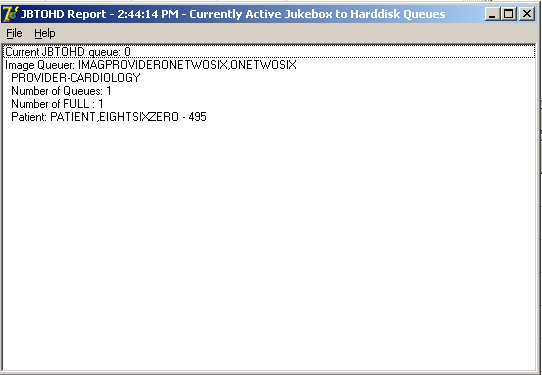 JBTOHD Report - 2:44:14 PM - Currently Active Jukebox to Harddisk Queues
File Help
Current JBTOHD queue: 0
Image Queuer: IMAGPROVIDERONETWOSIX,ONETWOSIX
PROVIDER-CARDIOLOGY
Number of Queues: 1
Number of FULL : 1
Patient: PATIENT,EIGHTSIXZERO - 495